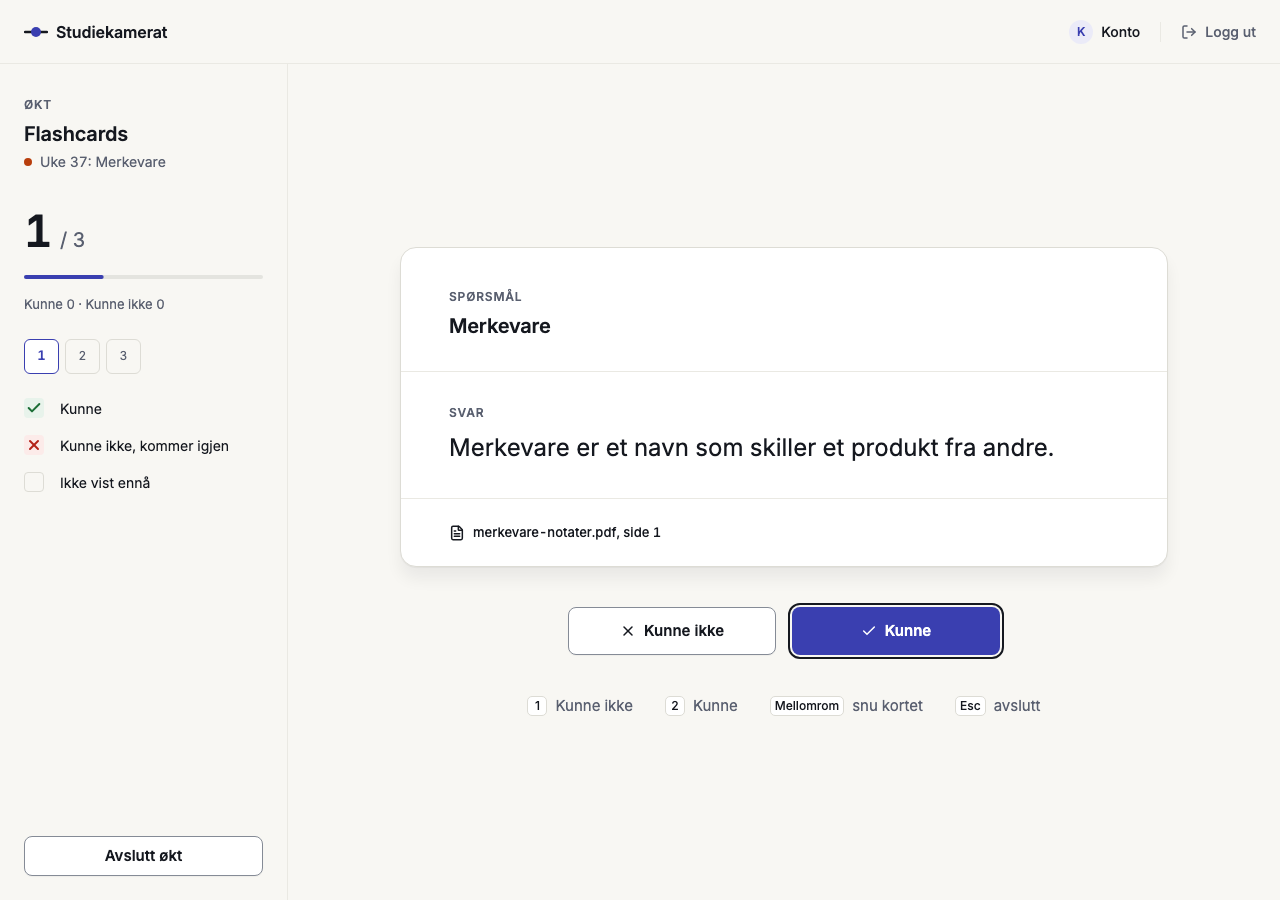 Studiekamerat
K Konto
Logg ut
ØKT
Flashcards
Uke 37: Merkevare
1 / 3
Kunne 0 · Kunne ikke 0
1 2 3
Kunne
Kunne ikke, kommer igjen
Ikke vist ennå
Avslutt økt
SPØRSMÅL
Merkevare
SVAR
Merkevare er et navn som skiller et produkt fra andre.
merkevare-notater.pdf, side 1
Kunne ikke
Kunne
1 Kunne ikke 2 Kunne Mellomrom snu kortet Esc avslutt